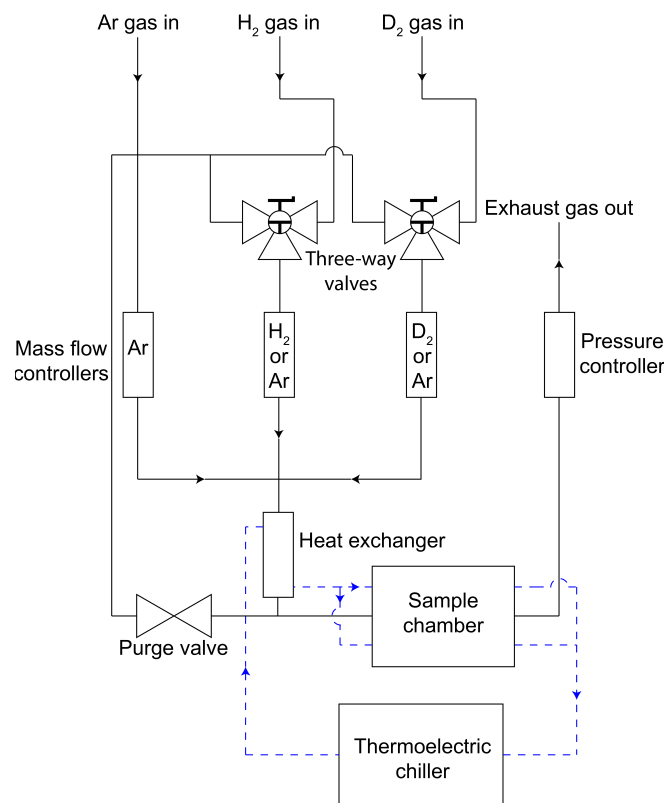 Ar gas in
H₂ gas in
D₂ gas in
Exhaust gas out
Three-way
valves
Mass flow
controllers
Ar
H₂
or
Ar
D₂
or
Ar
Pressure
controller
Heat exchanger
Sample
chamber
Purge valve
Thermoelectric
chiller